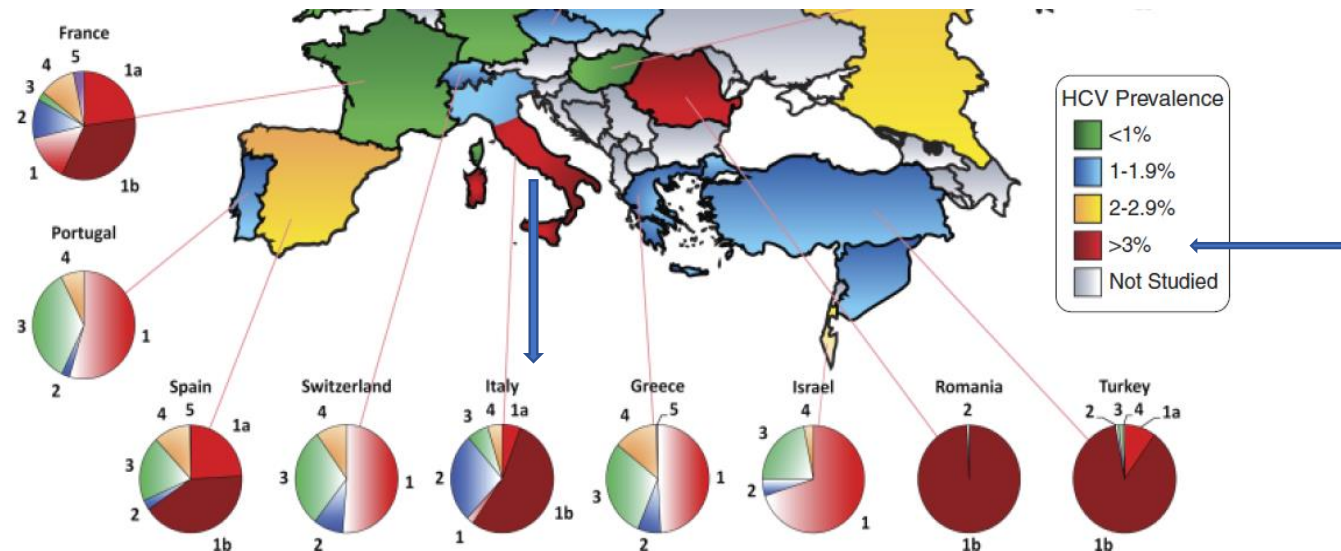 France
5
4
1a
3
2
1
1b
HCV Prevalence
<1%
1-1.9%
2-2.9%
>3%
Not Studied
Portugal
4
3
1
2
Spain
5
4
1a
3
2
1b
Switzerland
4
3
1
2
Italy
3
4
1a
2
1
1b
Greece
4
5
3
1
2
Israel
4
3
2
1
Romania
2
1b
Turkey
2
3
4
1a
1b